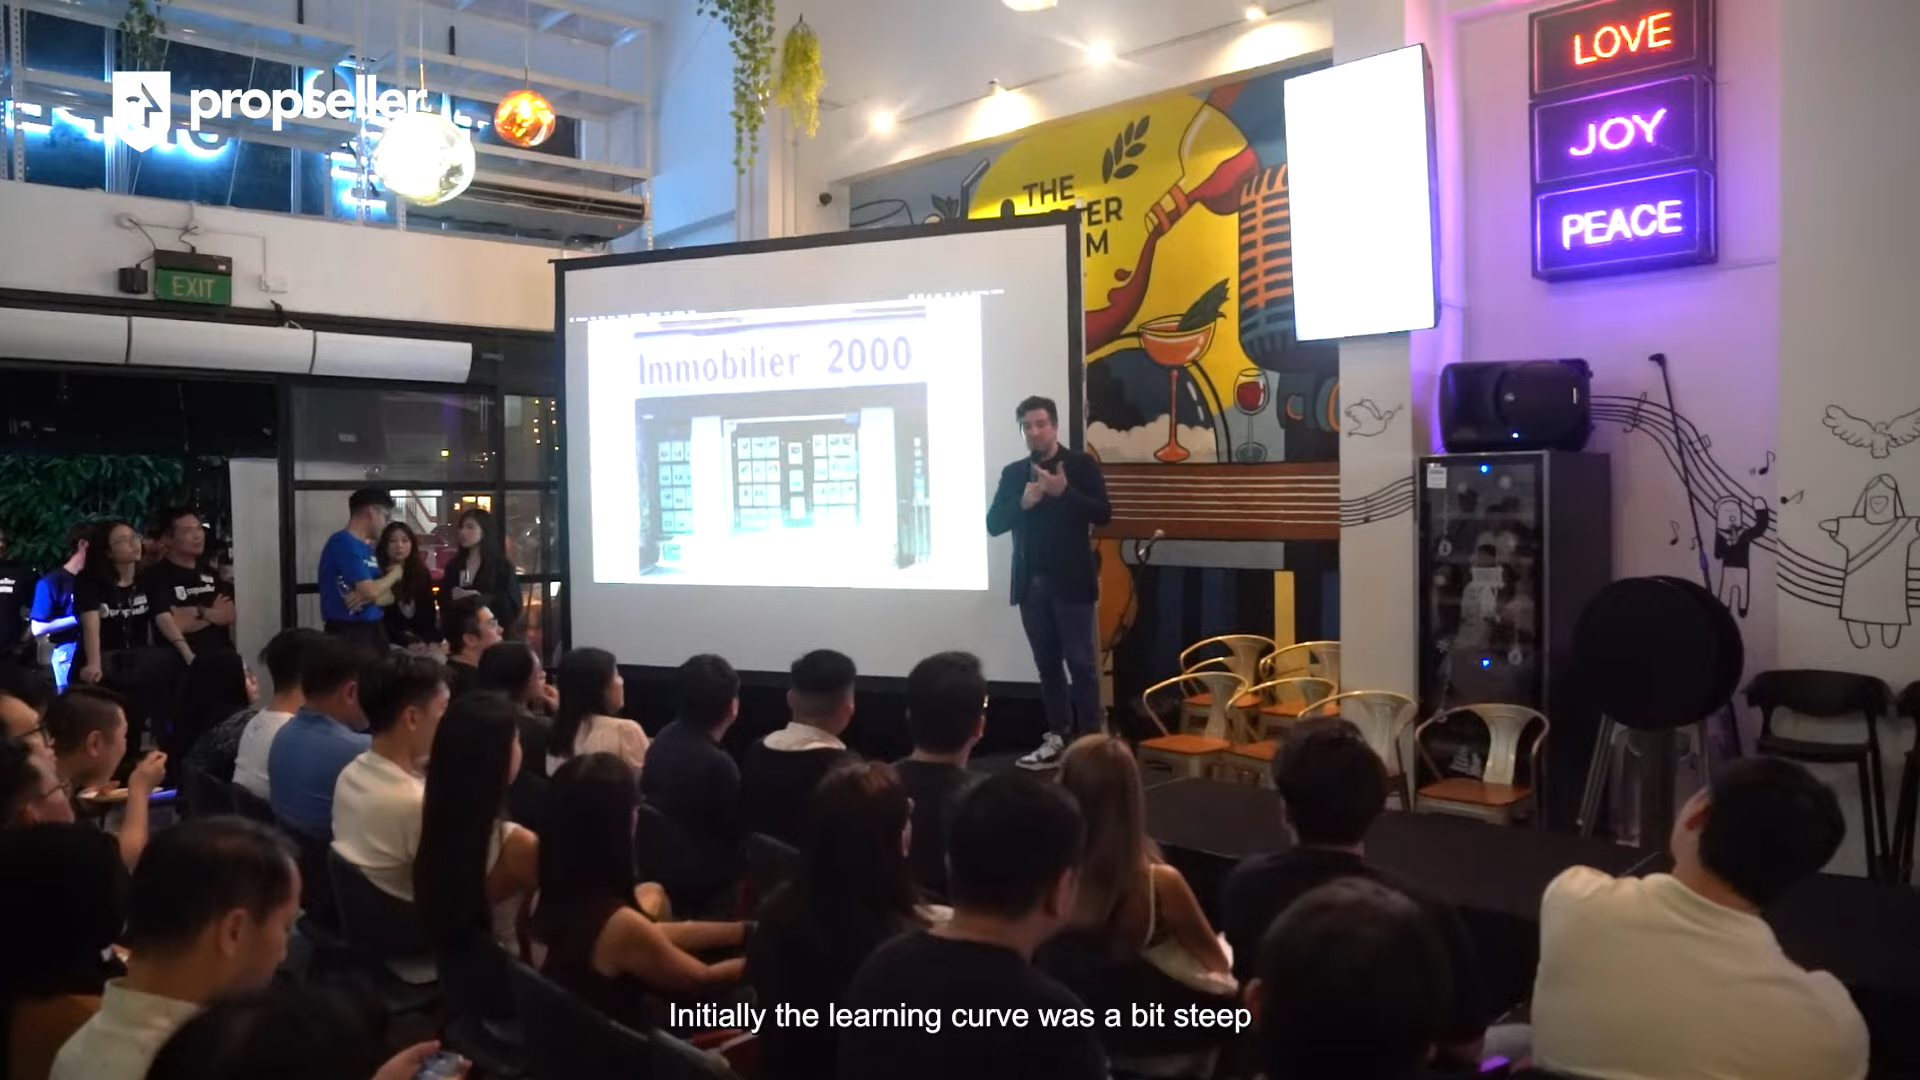 propseller
EXIT
THE
LOVE
JOY
PEACE
Immobilier 2000
Initially the learning curve was a bit steep